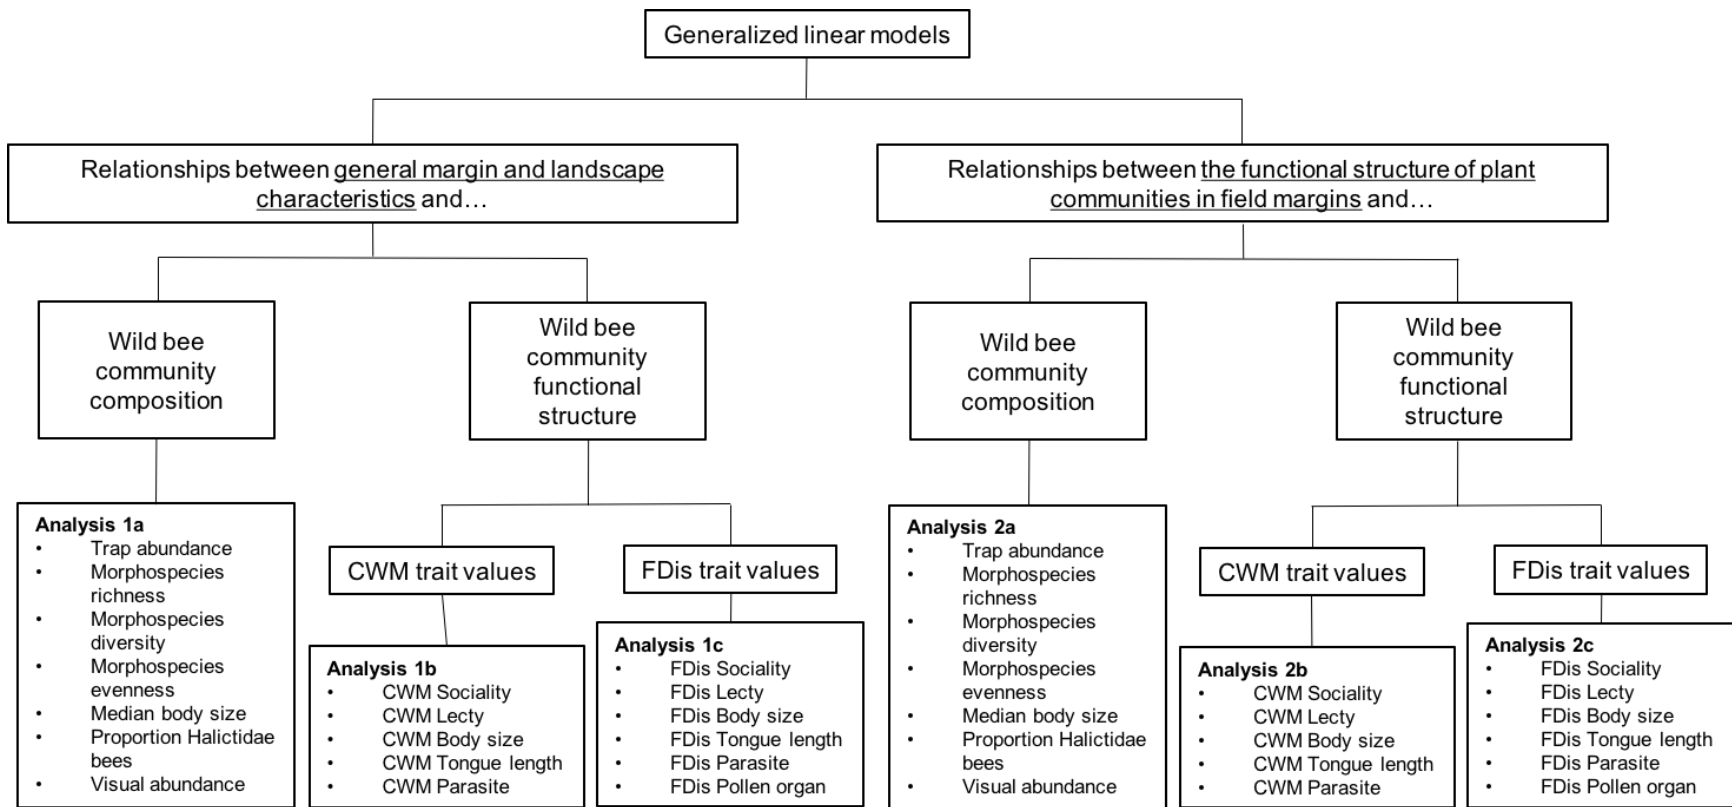 Generalized linear models
Relationships between general margin and landscape
characteristics and…
Relationships between the functional structure of plant
communities in field margins and…
Wild bee
community
composition
Wild bee
community
functional
structure
Wild bee
community
composition
Wild bee
community
functional
structure
Analysis 1a
• Trap abundance
• Morphospecies
richness
• Morphospecies
diversity
• Morphospecies
evenness
• Median body size
• Proportion Halictidae
bees
• Visual abundance
CWM trait values
Analysis 1b
• CWM Sociality
• CWM Lecty
• CWM Body size
• CWM Tongue length
• CWM Parasite
FDis trait values
Analysis 1c
• FDis Sociality
• FDis Lecty
• FDis Body size
• FDis Tongue length
• FDis Parasite
• FDis Pollen organ
Analysis 2a
• Trap abundance
• Morphospecies
richness
• Morphospecies
diversity
• Morphospecies
evenness
• Median body size
• Proportion Halictidae
bees
• Visual abundance
CWM trait values
Analysis 2b
• CWM Sociality
• CWM Lecty
• CWM Body size
• CWM Tongue length
• CWM Parasite
FDis trait values
Analysis 2c
• FDis Sociality
• FDis Lecty
• FDis Body size
• FDis Tongue length
• FDis Parasite
• FDis Pollen organ